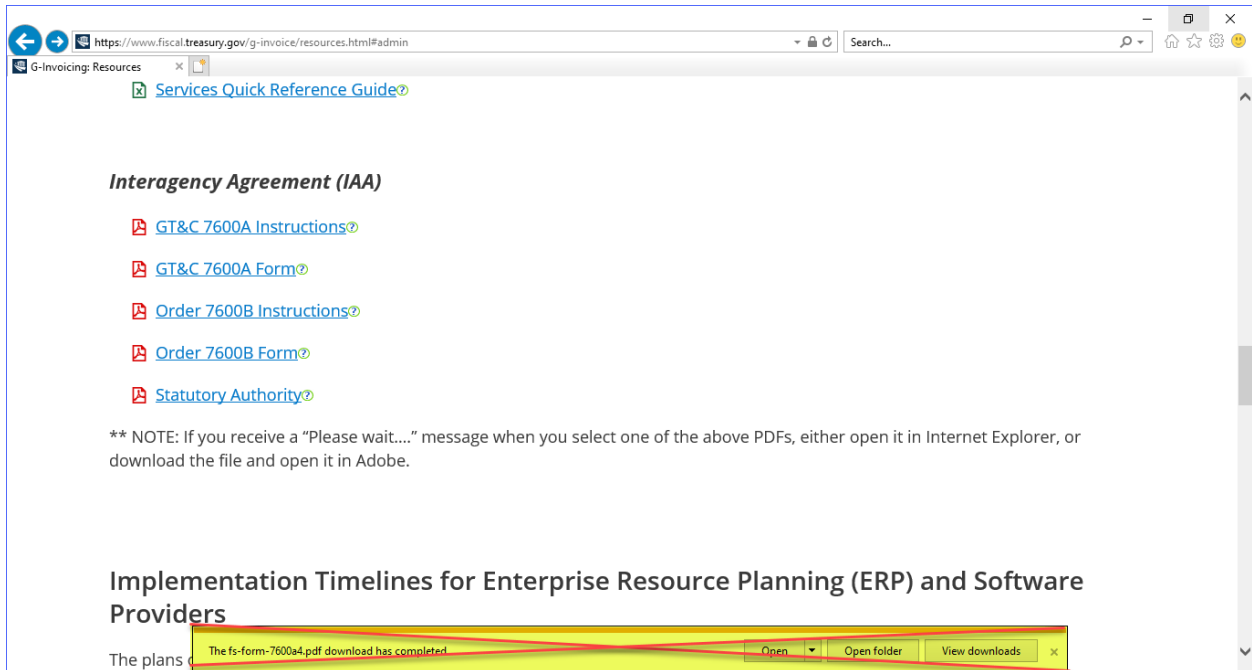 https://www.fiscal.treasury.gov/g-invoice/resources.html#admin
Search...
G-Invoicing: Resources
Services Quick Reference Guide
Interagency Agreement (IAA)
GT&C 7600A Instructions
GT&C 7600A Form
Order 7600B Instructions
Order 7600B Form
Statutory Authority
** NOTE: If you receive a “Please wait....” message when you select one of the above PDFs, either open it in Internet Explorer, or
download the file and open it in Adobe.
Implementation Timelines for Enterprise Resource Planning (ERP) and Software
Providers
The fs-form-7600a4.pdf download has completed.
Open
Open folder
View downloads
The plans